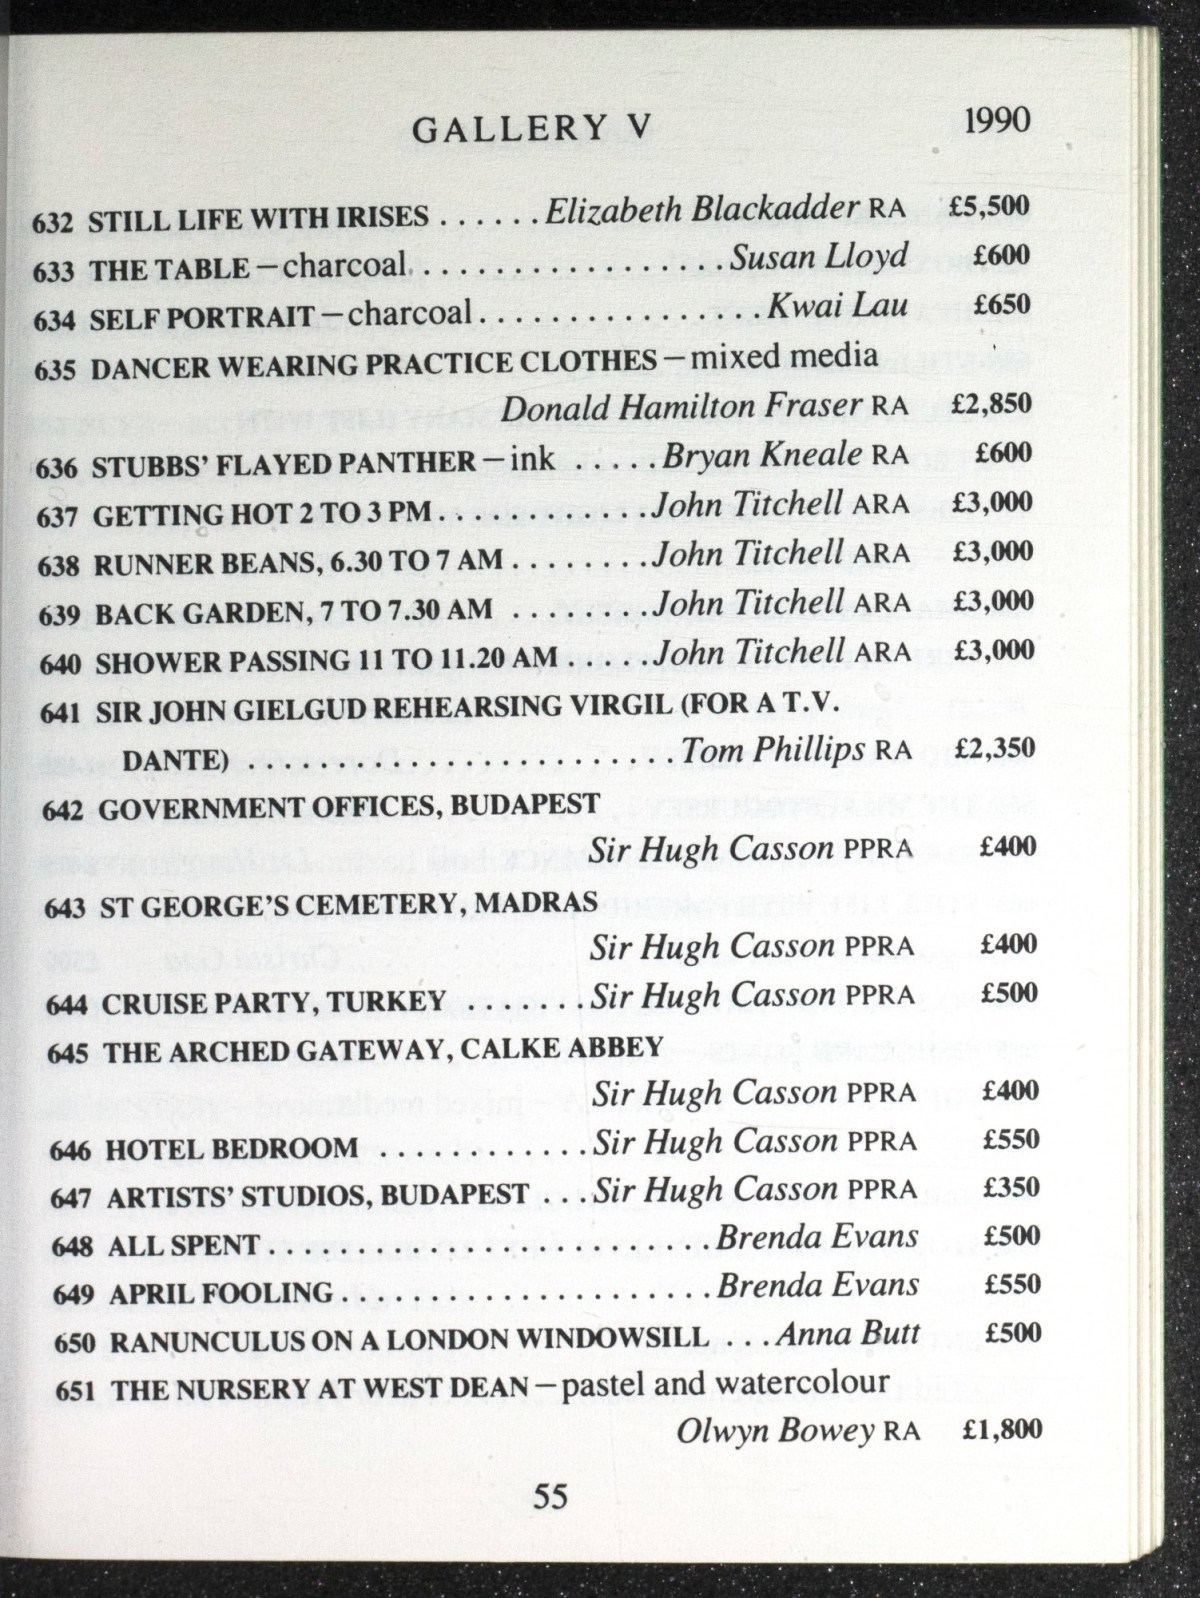 GALLERY V 1990
632 STILL LIFE WITH IRISES ...... Elizabeth Blackadder RA £5,500
633 THE TABLE—charcoal.................. Susan Lloyd £600
634 SELF PORTRAIT—charcoal................ Kwai Lau £650
635 DANCER WEARING PRACTICE CLOTHES—mixed media
Donald Hamilton Fraser RA £2,850
636 STUBBS' FLAYED PANTHER—ink ..... Bryan Kneale RA £600
637 GETTING HOT 2 TO 3 PM............ John Titchell ARA £3,000
638 RUNNER BEANS, 6.30 TO 7 AM........ John Titchell ARA £3,000
639 BACK GARDEN, 7 TO 7.30 AM ........ John Titchell ARA £3,000
640 SHOWER PASSING 11 TO 11.20 AM..... John Titchell ARA £3,000
641 SIR JOHN GIELGUD REHEARSING VIRGIL (FOR A T.V.
DANTE) ........................ Tom Phillips RA £2,350
642 GOVERNMENT OFFICES, BUDAPEST
Sir Hugh Casson PPRA £400
643 ST GEORGE'S CEMETERY, MADRAS
Sir Hugh Casson PPRA £400
644 CRUISE PARTY, TURKEY ....... Sir Hugh Casson PPRA £500
645 THE ARCHED GATEWAY, CALKE ABBEY
Sir Hugh Casson PPRA £400
646 HOTEL BEDROOM ............ Sir Hugh Casson PPRA £550
647 ARTISTS' STUDIOS, BUDAPEST ... Sir Hugh Casson PPRA £350
648 ALL SPENT......................... Brenda Evans £500
649 APRIL FOOLING..................... Brenda Evans £550
650 RANUNCULUS ON A LONDON WINDOWSILL ... Anna Butt £500
651 THE NURSERY AT WEST DEAN—pastel and watercolour
Olwyn Bowey RA £1,800
55